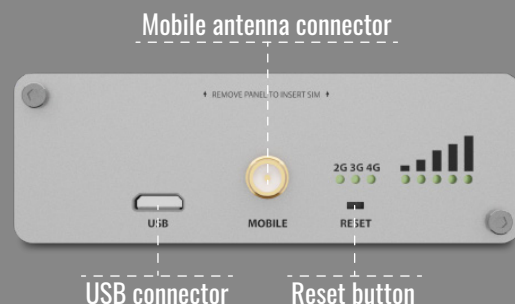 Mobile antenna connector
REMOVE PANEL TO INSERT SIM
2G 3G 4G
USB
MOBILE
RESET
USB connector
Reset button